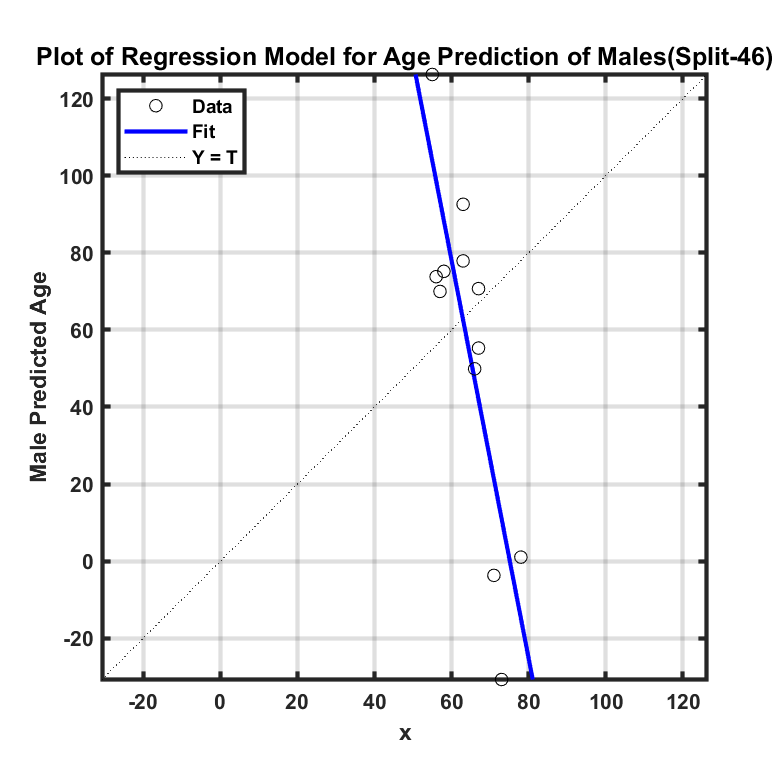 Plot of Regression Model for Age Prediction of Males(Split-46)
Data
Fit
Y = T
120
100
80
60
40
20
0
-20
Male Predicted Age
-20 0 20 40 60 80 100 120
x